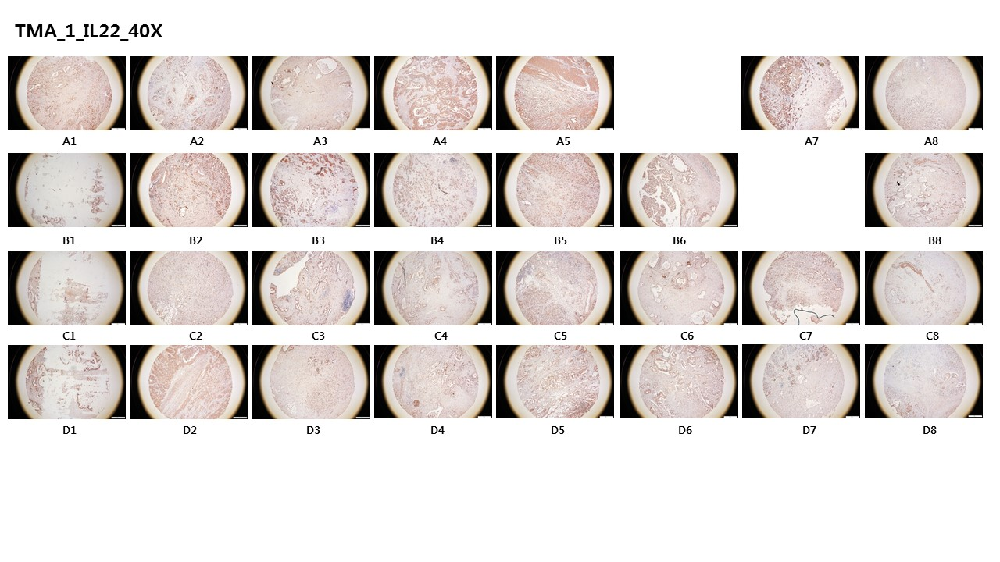 TMA_1_IL22_40X
A1 A2 A3 A4 A5 A7 A8
B1 B2 B3 B4 B5 B6 B8
C1 C2 C3 C4 C5 C6 C7 C8
D1 D2 D3 D4 D5 D6 D7 D8